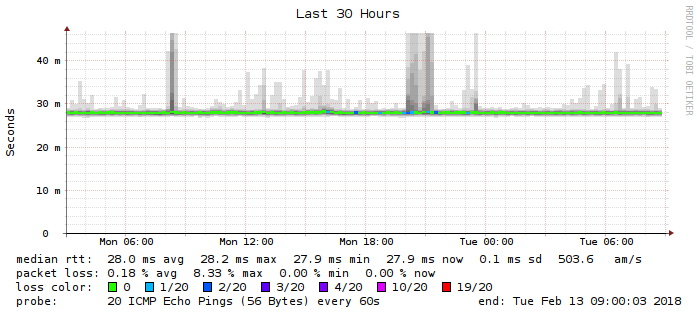 Last 30 Hours
RRDTOOL / TOBI OETIKER
Seconds
40 m
30 m
20 m
10 m
0
Mon 06:00 Mon 12:00 Mon 18:00 Tue 00:00 Tue 06:00
median rtt: 28.0 ms avg 28.2 ms max 27.9 ms min 27.9 ms now 0.1 ms sd 503.6 am/s
packet loss: 0.18 % avg 8.33 % max 0.00 % min 0.00 % now
loss color: 0 1/20 2/20 3/20 4/20 10/20 19/20
probe: 20 ICMP Echo Pings (56 Bytes) every 60s end: Tue Feb 13 09:00:03 2018